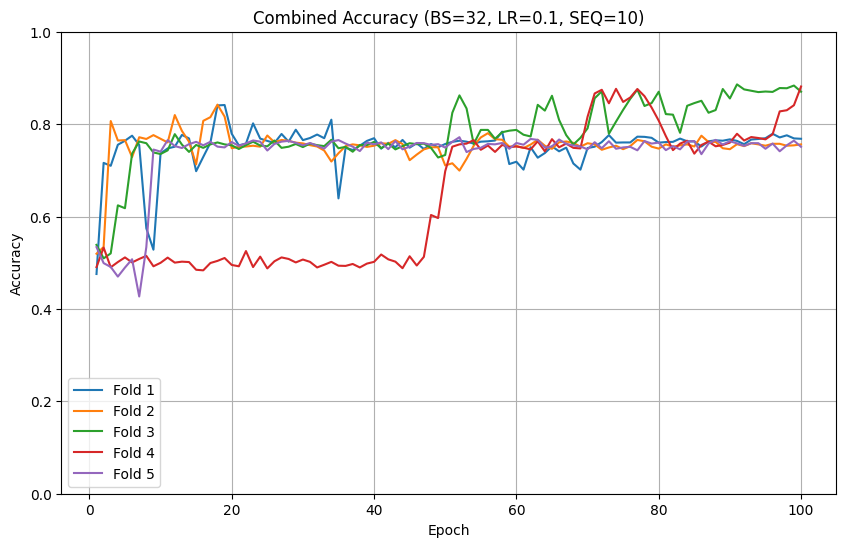 Combined Accuracy (BS=32, LR=0.1, SEQ=10)
1.0
0.8
0.6
0.4
0.2
0.0
Accuracy
Fold 1
Fold 2
Fold 3
Fold 4
Fold 5
0 20 40 60 80 100
Epoch